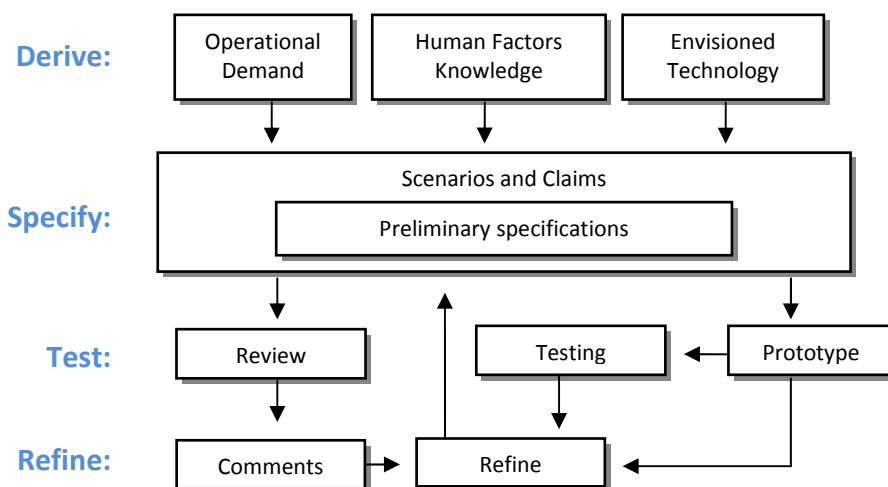 Derive:
Operational
Demand
Human Factors
Knowledge
Envisioned
Technology
Specify:
Scenarios and Claims
Preliminary specifications
Test:
Review
Testing
Prototype
Refine:
Comments
Refine